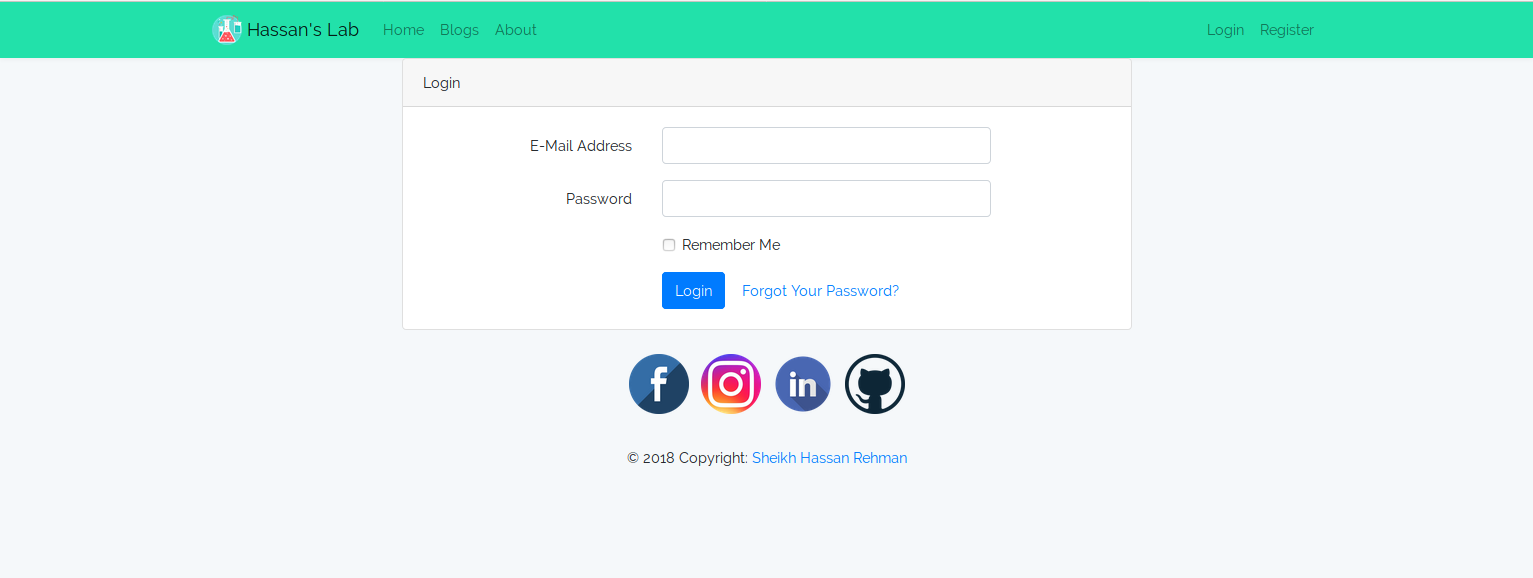 Hassan's Lab Home Blogs About Login Register
Login
E-Mail Address
Password
Remember Me
Login Forgot Your Password?
f in
© 2018 Copyright: Sheikh Hassan Rehman